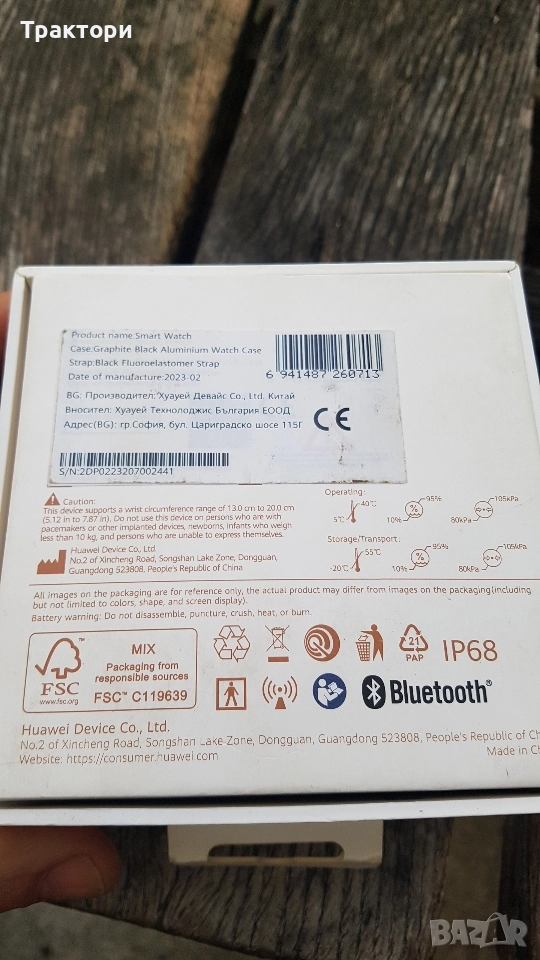 Трактори
Product name:Smart Watch
Case:Graphite Black Aluminium Watch Case
Strap:Black Fluoroelastomer Strap
Date of manufacture:2023-02
6 941487 260713
BG: Производител: Хуауей Девайс Со., Ltd. Китай
Вносител: Хуауей Технолоджис България ЕООД
Адрес(BG): гр.София, бул. Цариградско шосе 115Г
CE
S/N:2DP0223207002441
Caution:
This device supports a wrist circumference range of 13.0 cm to 20.0 cm
(5.12 in to 7.87 in). Do not use this device on persons who are with
pacemakers or other implanted devices, newborns, infants who weigh
less than 10 kg, and persons who are unable to express themselves.
Huawei Device Co., Ltd.
No.2 of Xincheng Road, Songshan Lake Zone, Dongguan,
Guangdong 523808, People's Republic of China
Operating:
5℃ 40℃ 10% 95% 80kPa 105kPa
Storage/Transport:
-20℃ 55℃ 10% 95% 80kPa 105kPa
All images on the packaging are for reference only, the actual product may differ from images on the packaging(including
but not limited to colors, shape, and screen display).
Battery warning: Do not disassemble, puncture, crush, heat, or burn.
FSC
www.fsc.org
MIX
Packaging from
responsible sources
FSC™ C119639
21
PAP
IP68
Bluetooth®
Huawei Device Co., Ltd.
No.2 of Xincheng Road, Songshan Lake Zone, Dongguan, Guangdong 523808, People's Republic of Ch
Website: https://consumer.huawei.com
Made in Ch
BAZAR